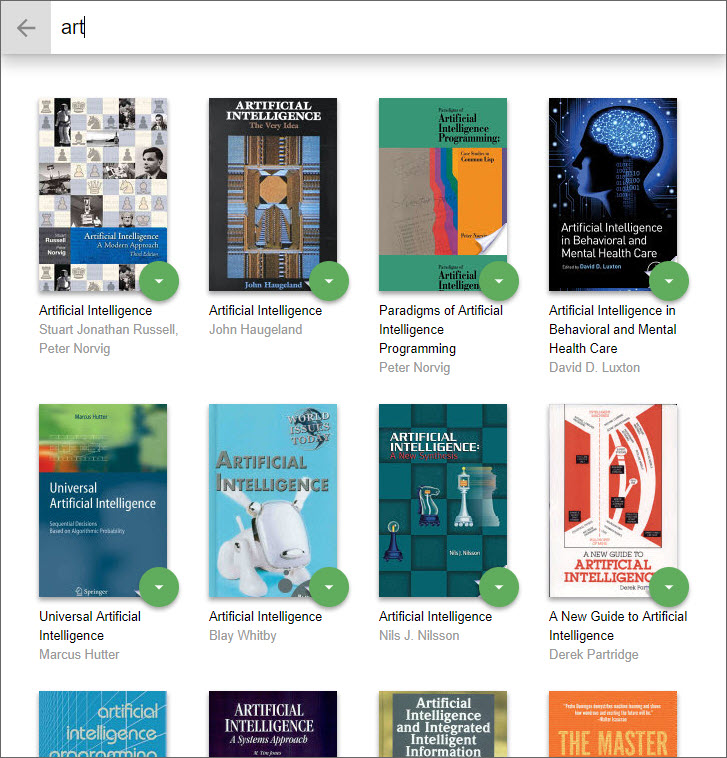 art
Stuart
Russell
Peter
Norvig
Artificial Intelligence
A Modern Approach
Third Edition
ARTIFICIAL
INTELLIGENCE
The Very Idea
John Haugeland
Paradigms of
Artificial
Intelligence
Programming:
Case Studies in
Common Lisp
Peter
Paradigms of
Artificial
Artificial Intelligence
in Behavioral and
Mental Health Care
Edited by David D. Luxton
Artificial Intelligence
Stuart Jonathan Russell,
Peter Norvig
Artificial Intelligence
John Haugeland
Paradigms of Artificial
Intelligence
Programming
Peter Norvig
Artificial Intelligence in
Behavioral and Mental
Health Care
David D. Luxton
Marcus Hutter
Universal
Artificial Intelligence
Sequential Decisions
Based on Algorithmic Probability
Springer
WORLD
ISSUES
TODAY
ARTIFICIAL
INTELLIGENCE
ARTIFICIAL
INTELLIGENCE:
A New Synthesis
Nils J. Nilsson
A NEW GUIDE TO
ARTIFICIAL
INTELLIGENC
Derek Par
Universal Artificial
Intelligence
Marcus Hutter
Artificial Intelligence
Blay Whitby
Artificial Intelligence
Nils J. Nilsson
A New Guide to Artificial
Intelligence
Derek Partridge
artificial
intelligence
programming
ARTIFICIAL
INTELLIGENCE
A Systems Approach
M. Tim Jones
Artificial
Intelligence
and Integrated
Intelligent
Information
THE MASTER